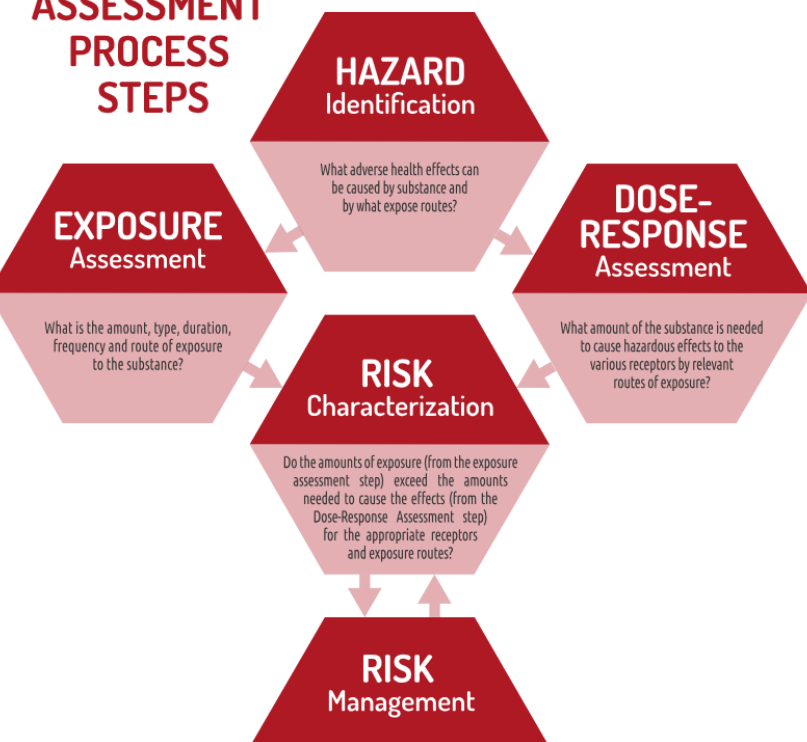 ASSESSMENT
PROCESS
STEPS
HAZARD
Identification
What adverse health effects can
be caused by substance and
by what expose routes?
EXPOSURE
Assessment
What is the amount, type, duration,
frequency and route of exposure
to the substance?
DOSE-
RESPONSE
Assessment
What amount of the substance is needed
to cause hazardous effects to the
various receptors by relevant
routes of exposure?
RISK
Characterization
Do the amounts of exposure (from the exposure
assessment step) exceed the amounts
needed to cause the effects (from the
Dose-Response Assessment step)
for the appropriate receptors
and exposure routes?
RISK
Management